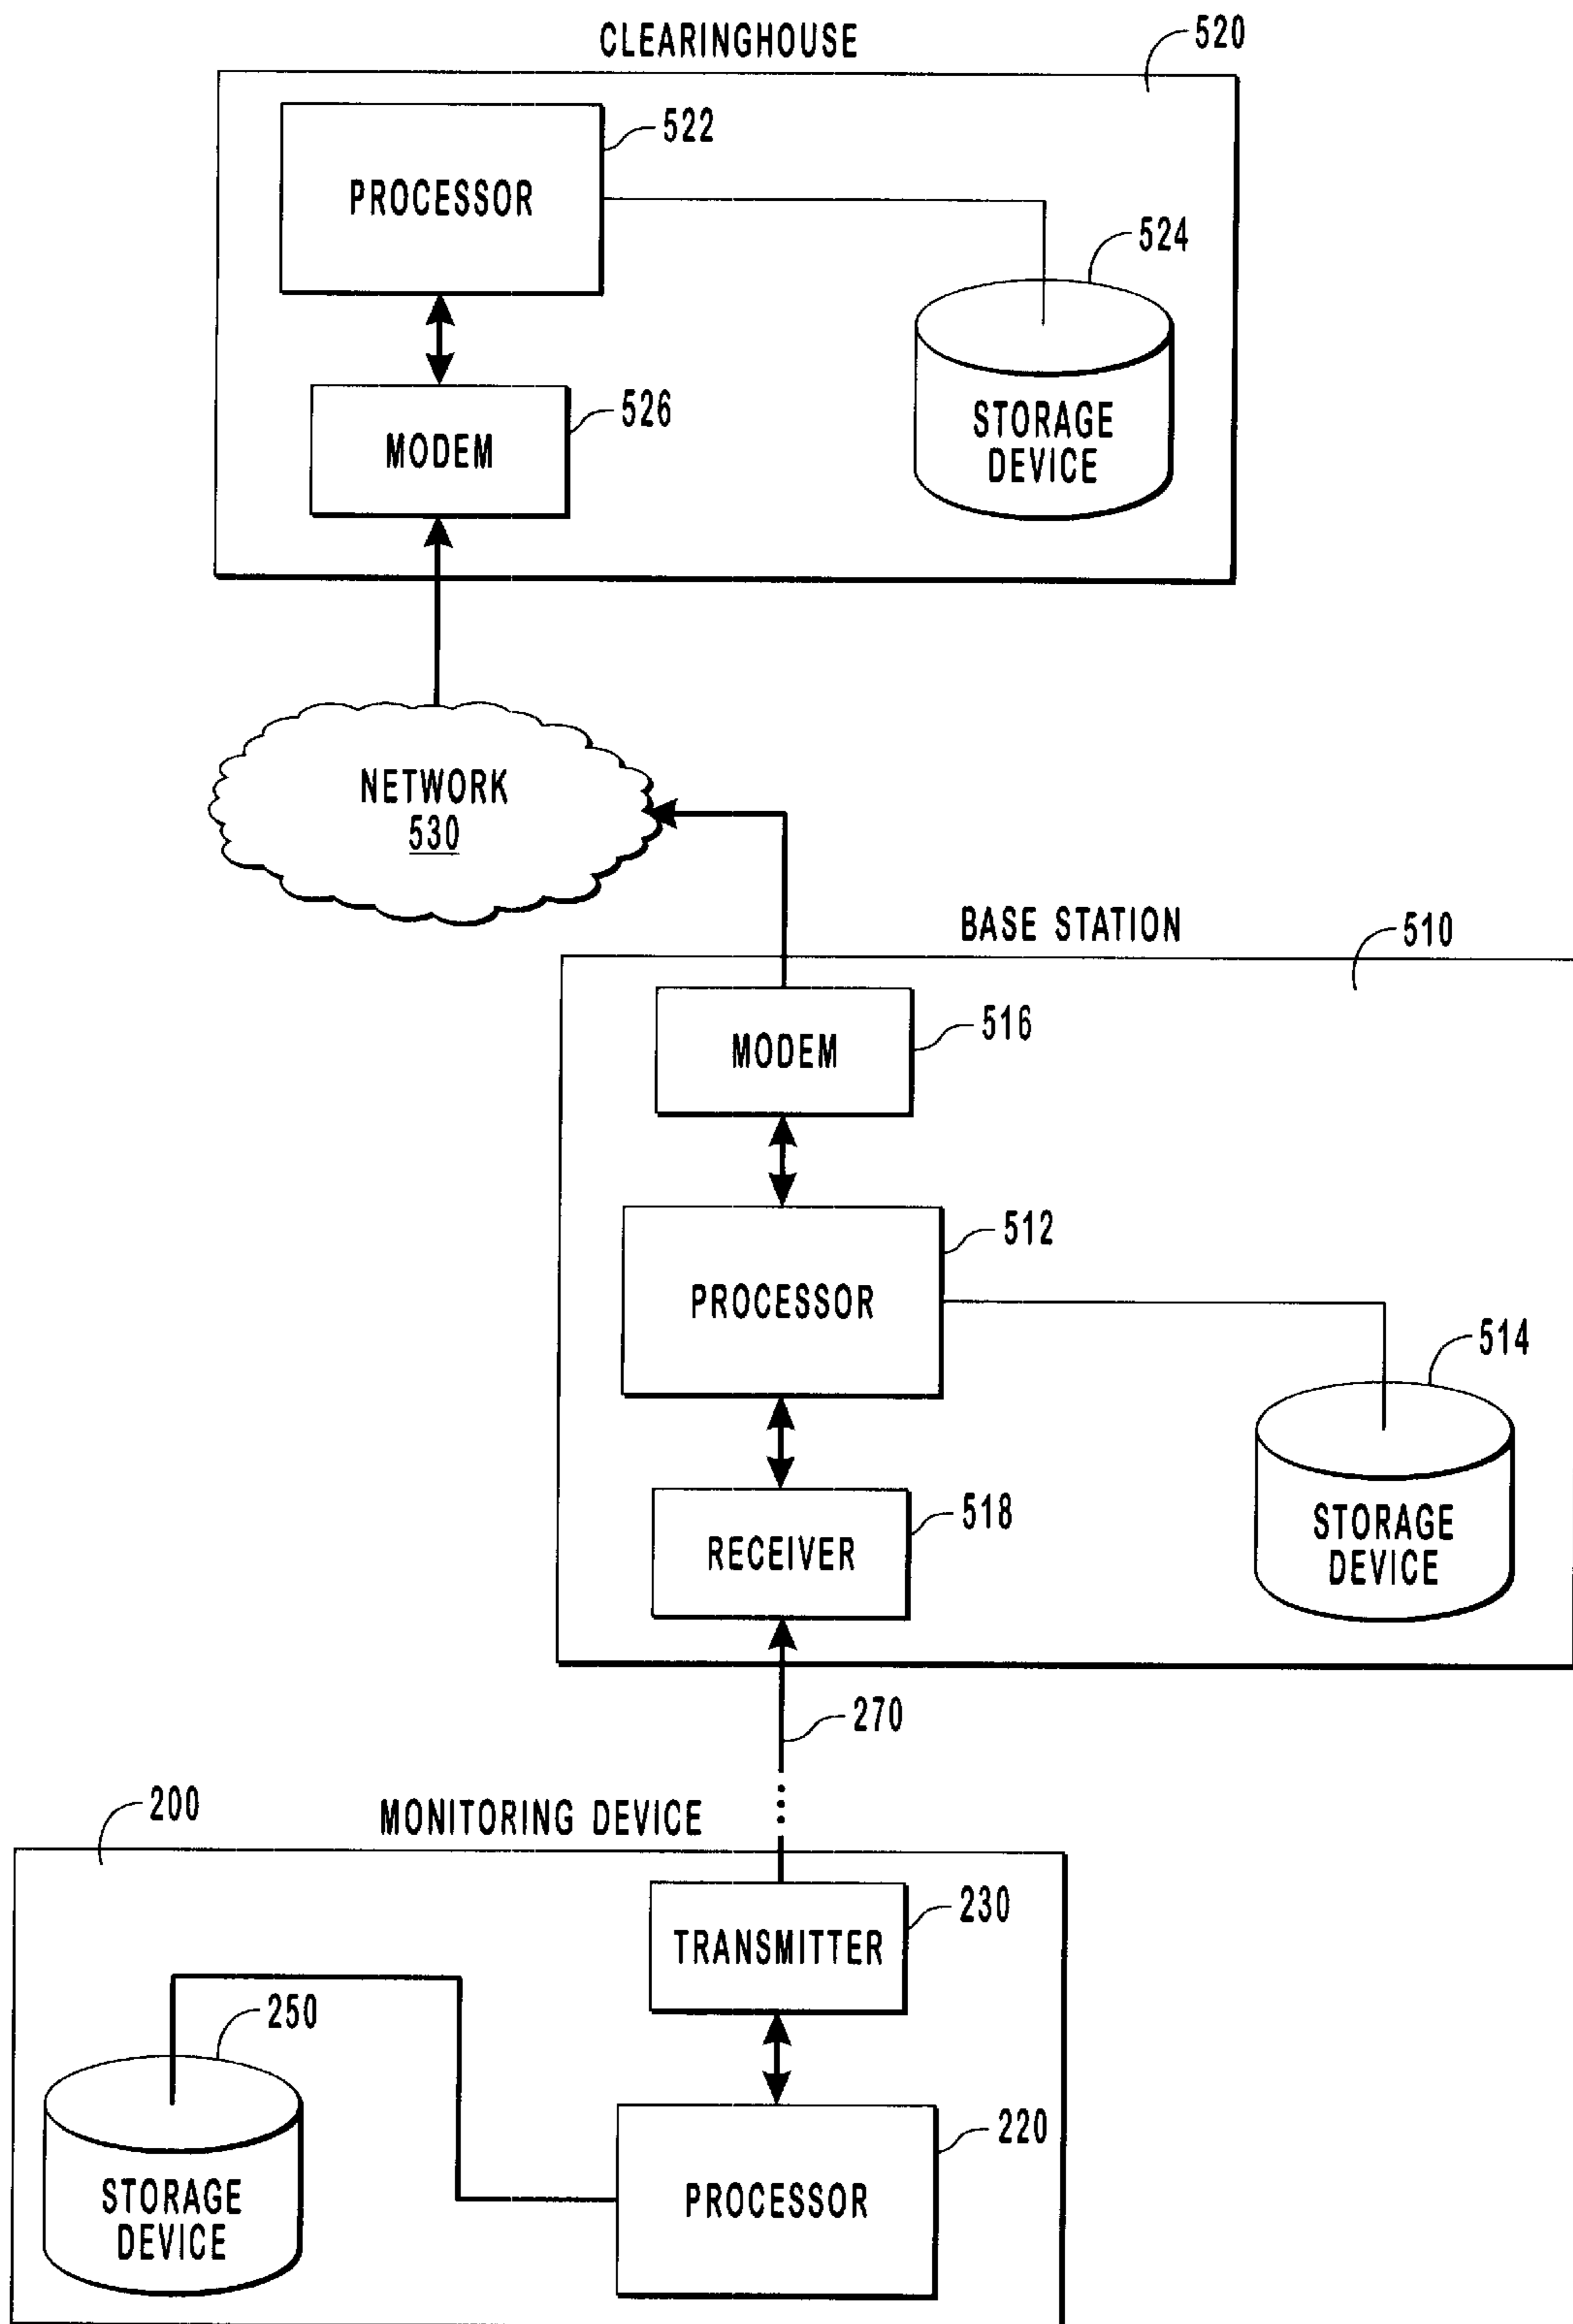 CLEARINGHOUSE
520
522
PROCESSOR
524
526
MODEM
STORAGE
DEVICE
NETWORK
530
BASE STATION
510
516
MODEM
512
PROCESSOR
514
518
RECEIVER
STORAGE
DEVICE
270
200
MONITORING DEVICE
230
TRANSMITTER
250
220
PROCESSOR
STORAGE
DEVICE